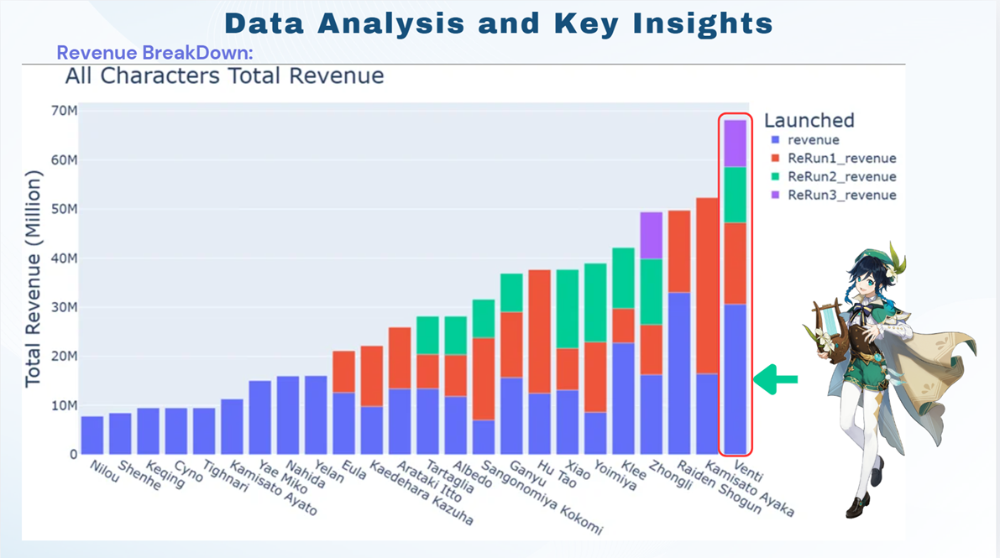 Data Analysis and Key Insights
Revenue BreakDown:
All Characters Total Revenue
Total Revenue (Million)
70M
60M
50M
40M
30M
20M
10M
0
Launched
revenue
ReRun1_revenue
ReRun2_revenue
ReRun3_revenue
Nilou
Shenhe
Keqing
Cyno
Tighnari
Kamisato Ayato
Yae Miko
Nahida
Yelan
Eula
Kaedehara Kazuha
Arataki Itto
Tartaglia
Albedo
Sangonomiya Kokomi
Ganyu
Hu Tao
Xiao
Yoimiya
Klee
Zhongli
Raiden Shogun
Kamisato Ayaka
Venti